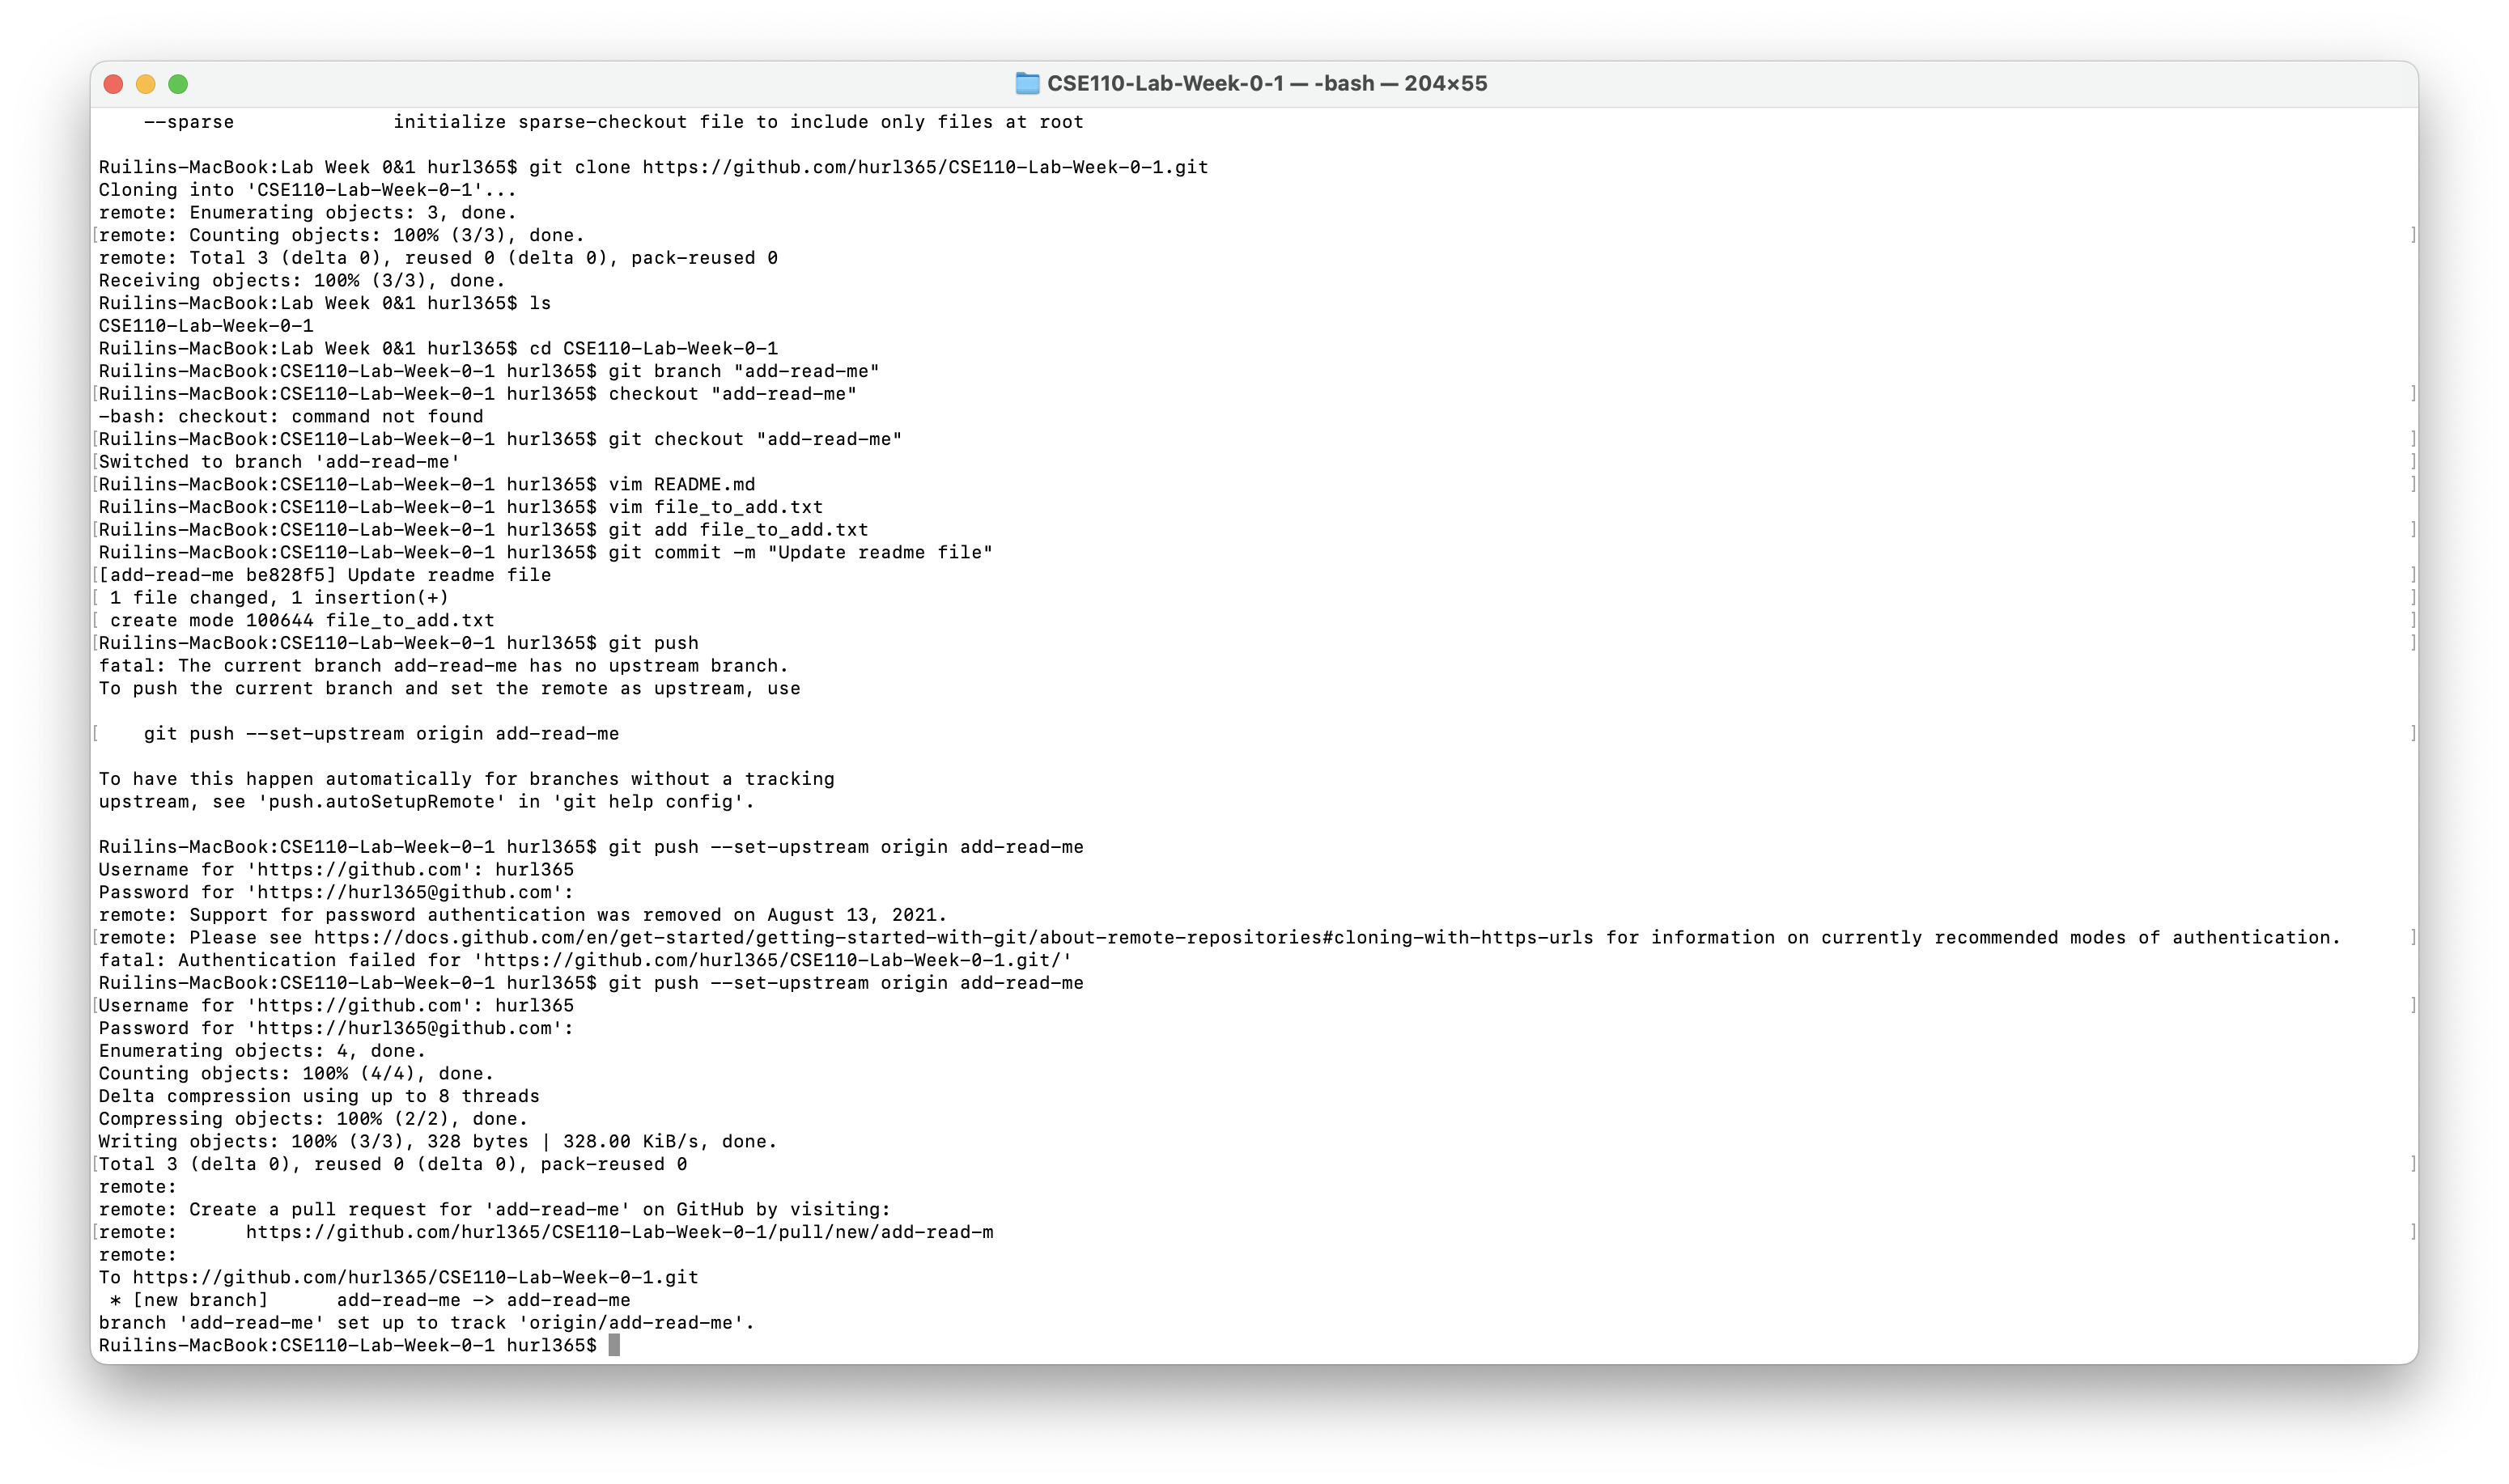 CSE110-Lab-Week-0-1 — -bash — 204×55
    --sparse              initialize sparse-checkout file to include only files at root
Ruilins-MacBook:Lab Week 0&1 hurl365$ git clone https://github.com/hurl365/CSE110-Lab-Week-0-1.git
Cloning into 'CSE110-Lab-Week-0-1'...
remote: Enumerating objects: 3, done.
[remote: Counting objects: 100% (3/3), done. ]
remote: Total 3 (delta 0), reused 0 (delta 0), pack-reused 0
Receiving objects: 100% (3/3), done.
Ruilins-MacBook:Lab Week 0&1 hurl365$ ls
CSE110-Lab-Week-0-1
Ruilins-MacBook:Lab Week 0&1 hurl365$ cd CSE110-Lab-Week-0-1
Ruilins-MacBook:CSE110-Lab-Week-0-1 hurl365$ git branch "add-read-me"
[Ruilins-MacBook:CSE110-Lab-Week-0-1 hurl365$ checkout "add-read-me" ]
-bash: checkout: command not found
[Ruilins-MacBook:CSE110-Lab-Week-0-1 hurl365$ git checkout "add-read-me" ]
[Switched to branch 'add-read-me' ]
[Ruilins-MacBook:CSE110-Lab-Week-0-1 hurl365$ vim README.md ]
Ruilins-MacBook:CSE110-Lab-Week-0-1 hurl365$ vim file_to_add.txt
[Ruilins-MacBook:CSE110-Lab-Week-0-1 hurl365$ git add file_to_add.txt ]
Ruilins-MacBook:CSE110-Lab-Week-0-1 hurl365$ git commit -m "Update readme file"
[[add-read-me be828f5] Update readme file ]
[ 1 file changed, 1 insertion(+) ]
[ create mode 100644 file_to_add.txt ]
[Ruilins-MacBook:CSE110-Lab-Week-0-1 hurl365$ git push ]
fatal: The current branch add-read-me has no upstream branch.
To push the current branch and set the remote as upstream, use
[    git push --set-upstream origin add-read-me ]
To have this happen automatically for branches without a tracking
upstream, see 'push.autoSetupRemote' in 'git help config'.
Ruilins-MacBook:CSE110-Lab-Week-0-1 hurl365$ git push --set-upstream origin add-read-me
Username for 'https://github.com': hurl365
Password for 'https://hurl365@github.com':
remote: Support for password authentication was removed on August 13, 2021.
[remote: Please see https://docs.github.com/en/get-started/getting-started-with-git/about-remote-repositories#cloning-with-https-urls for information on currently recommended modes of authentication. ]
fatal: Authentication failed for 'https://github.com/hurl365/CSE110-Lab-Week-0-1.git/'
Ruilins-MacBook:CSE110-Lab-Week-0-1 hurl365$ git push --set-upstream origin add-read-me
[Username for 'https://github.com': hurl365 ]
Password for 'https://hurl365@github.com':
Enumerating objects: 4, done.
Counting objects: 100% (4/4), done.
Delta compression using up to 8 threads
Compressing objects: 100% (2/2), done.
Writing objects: 100% (3/3), 328 bytes | 328.00 KiB/s, done.
[Total 3 (delta 0), reused 0 (delta 0), pack-reused 0 ]
remote:
remote: Create a pull request for 'add-read-me' on GitHub by visiting:
[remote:      https://github.com/hurl365/CSE110-Lab-Week-0-1/pull/new/add-read-m ]
remote:
To https://github.com/hurl365/CSE110-Lab-Week-0-1.git
 * [new branch]      add-read-me -> add-read-me
branch 'add-read-me' set up to track 'origin/add-read-me'.
Ruilins-MacBook:CSE110-Lab-Week-0-1 hurl365$